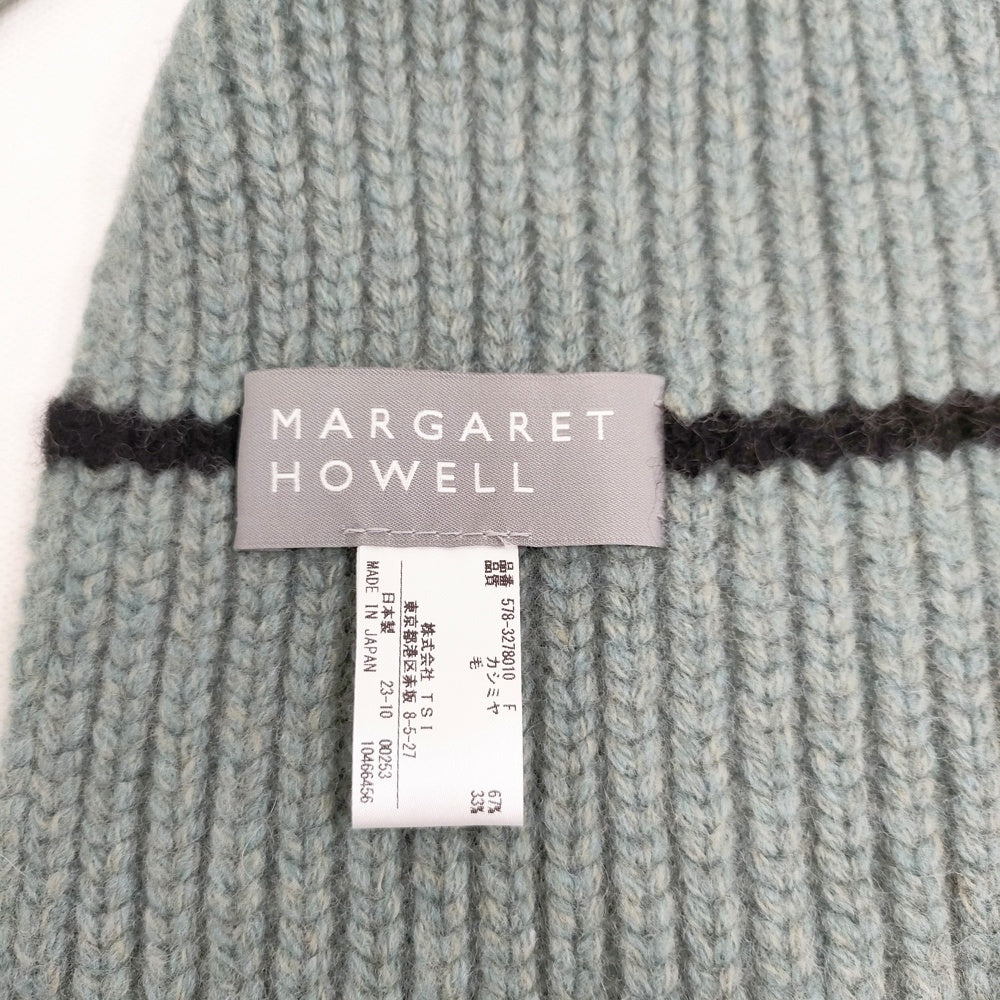 MARGARET
HOWELL
品番 578-3278010 F
品質 カシミヤ 67%
毛 33%
株式会社 TSI
東京都港区赤坂 8-5-27
日本製 23-10 00253
MADE IN JAPAN 10466456